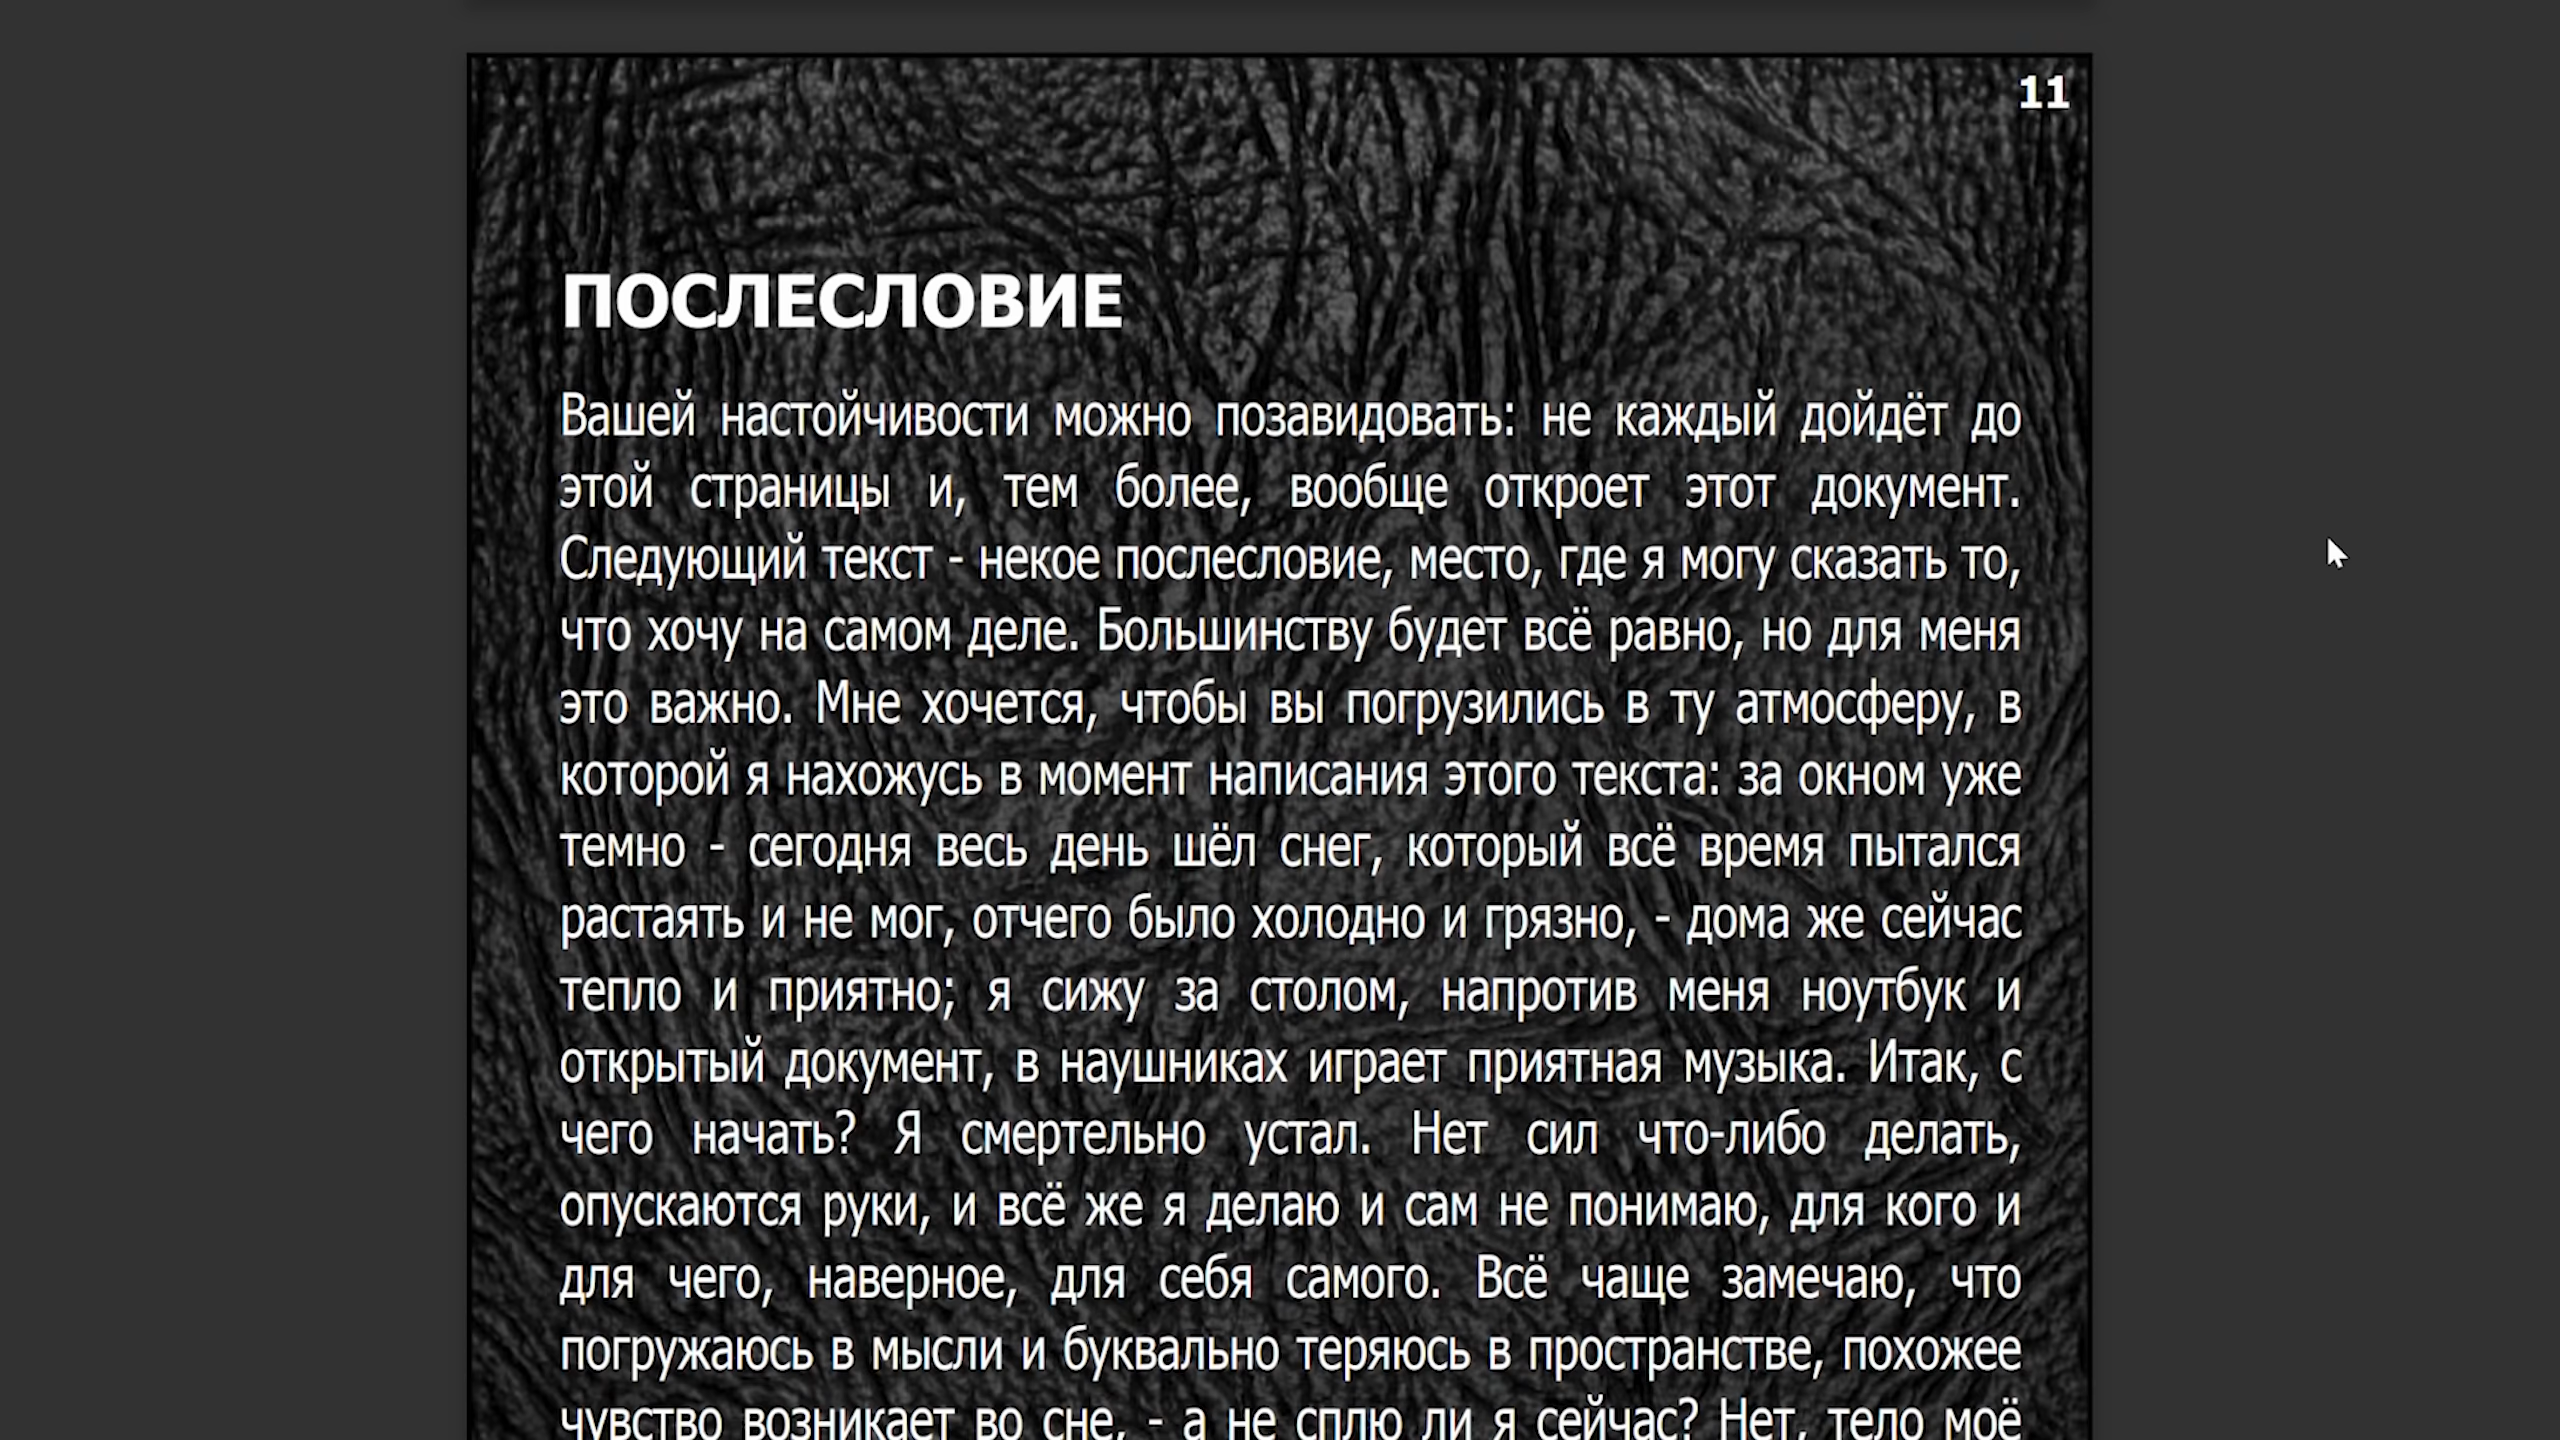 11
ПОСЛЕСЛОВИЕ
Вашей настойчивости можно позавидовать: не каждый дойдёт до
этой страницы и, тем более, вообще откроет этот документ.
Следующий текст - некое послесловие, место, где я могу сказать то,
что хочу на самом деле. Большинству будет всё равно, но для меня
это важно. Мне хочется, чтобы вы погрузились в ту атмосферу, в
которой я нахожусь в момент написания этого текста: за окном уже
темно - сегодня весь день шёл снег, который всё время пытался
растаять и не мог, отчего было холодно и грязно, - дома же сейчас
тепло и приятно; я сижу за столом, напротив меня ноутбук и
открытый документ, в наушниках играет приятная музыка. Итак, с
чего начать? Я смертельно устал. Нет сил что-либо делать,
опускаются руки, и всё же я делаю и сам не понимаю, для кого и
для чего, наверное, для себя самого. Всё чаще замечаю, что
погружаюсь в мысли и буквально теряюсь в пространстве, похожее
чувство возникает во сне, - а не сплю ли я сейчас? Нет, тело моё